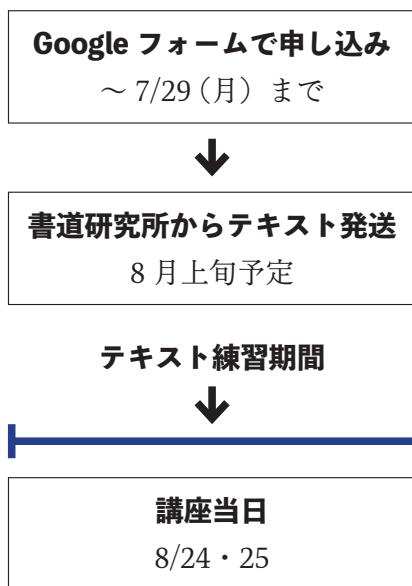 Google フォームで申し込み
～ 7/29（月）まで
書道研究所からテキスト発送
8 月上旬予定
テキスト練習期間
講座当日
8/24・25